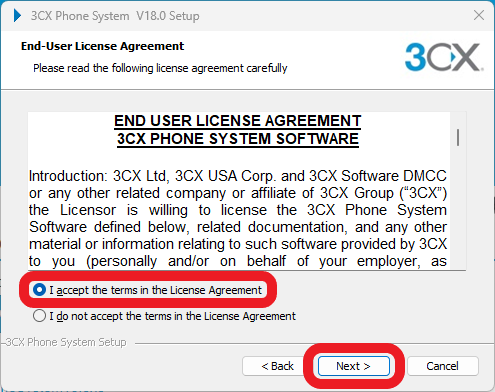 3CX Phone System V18.0 Setup
End-User License Agreement
Please read the following license agreement carefully
3CX.
END USER LICENSE AGREEMENT
3CX PHONE SYSTEM SOFTWARE
Introduction: 3CX Ltd, 3CX USA Corp. and 3CX Software DMCC
or any other related company or affiliate of 3CX Group (“3CX”)
the Licensor is willing to license the 3CX Phone System
Software defined below, related documentation, and any other
material or information relating to such software provided by 3CX
to you (personally and/or on behalf of your employer, as
I accept the terms in the License Agreement
I do not accept the terms in the License Agreement
3CX Phone System Setup
< Back
Next >
Cancel